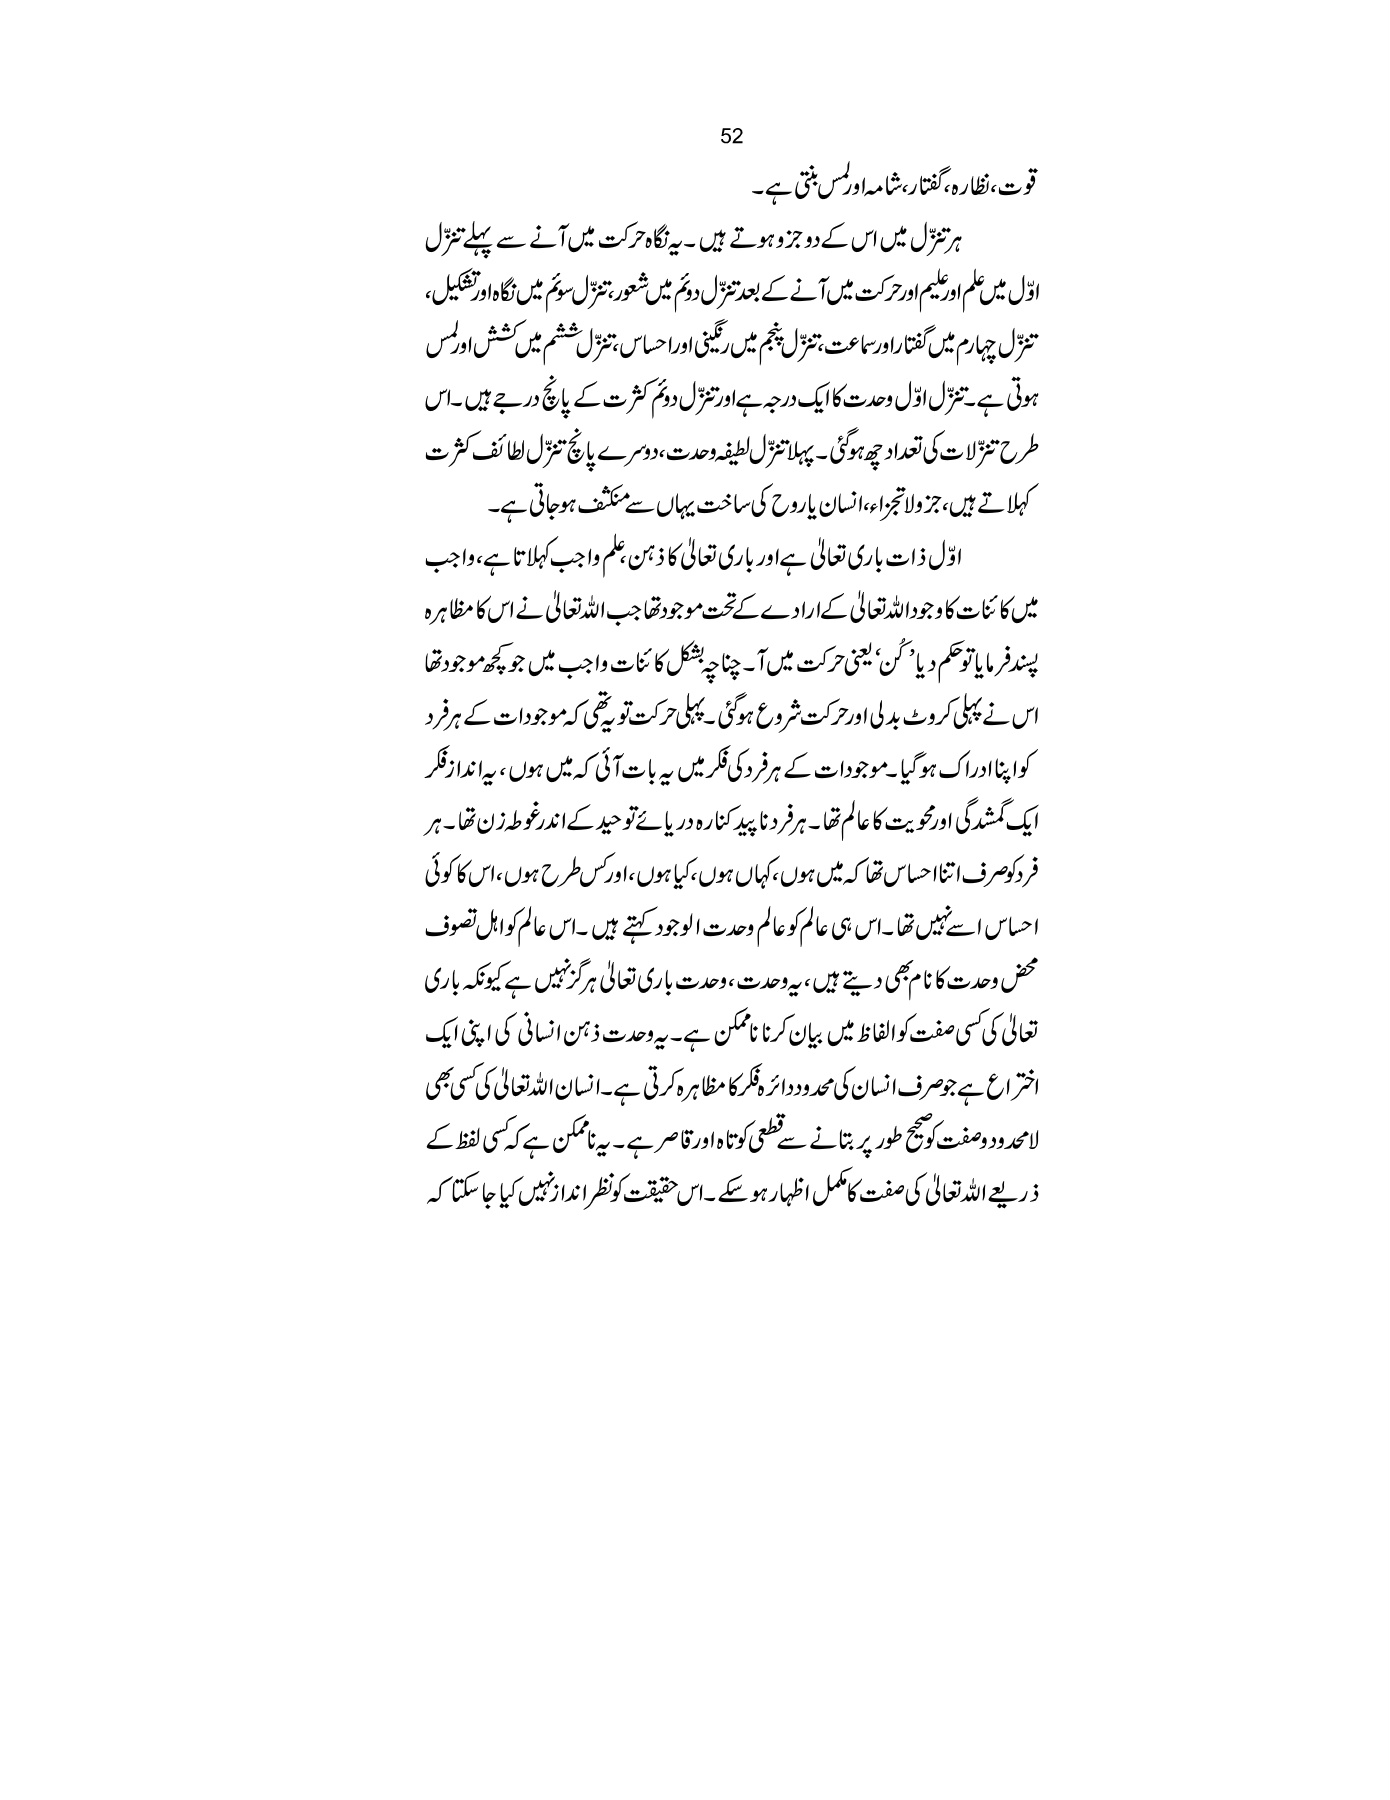 52
قوت، نظارہ، گفتار، شامہ اور لمس بنتی ہے۔
ہر تنزّل میں اس کے دو جزو ہوتے ہیں۔ یہ نگاہ حرکت میں آنے سے پہلے تنزّل
اوّل میں علم اور علیم اور حرکت میں آنے کے بعد تنزّل دوئم میں شعور، تنزّل سوئم میں نگاہ اور تشکیل،
تنزّل چہارم میں گفتار اور سماعت، تنزّل پنجم میں رنگینی اور احساس، تنزّل ششم میں کشش اور لمس
ہوتی ہے۔ تنزّل اوّل وحدت کا ایک درجہ ہے اور تنزّل دوئم کثرت کے پانچ درجے ہیں۔ اس
طرح تنزّلات کی تعداد چھ ہو گئی۔ پہلا تنزّل لطیفہ وحدت، دوسرے پانچ تنزّل لطائف کثرت
کہلاتے ہیں، جزو لا تجزاء، انسان یا روح کی ساخت یہاں سے منکشف ہو جاتی ہے۔
اوّل ذات باری تعالیٰ ہے اور باری تعالیٰ کا ذہن، علم واجب کہلاتا ہے، واجب
میں کائنات کا وجود اللہ تعالیٰ کے ارادے کے تحت موجود تھا جب اللہ تعالیٰ نے اس کا مظاہرہ
پسند فرمایا تو حکم دیا ’کُن‘ یعنی حرکت میں آ۔ چناچہ بشکل کائنات واجب میں جو کچھ موجود تھا
اس نے پہلی کروٹ بدلی اور حرکت شروع ہو گئی۔ پہلی حرکت تو یہ تھی کہ موجودات کے ہر فرد
کو اپنا ادراک ہو گیا۔ موجودات کے ہر فرد کی فکر میں یہ بات آئی کہ میں ہوں، یہ انداز فکر
ایک گمشدگی اور محویت کا عالم تھا۔ ہر فرد ناپید کنارہ دریائے توحید کے اندر غوطہ زن تھا۔ ہر
فرد کو صرف اتنا احساس تھا کہ میں ہوں، کہاں ہوں، کیا ہوں، اور کس طرح ہوں، اس کا کوئی
احساس اسے نہیں تھا۔ اس ہی عالم کو عالم وحدت الوجود کہتے ہیں۔ اس عالم کو اہل تصوف
محض وحدت کا نام بھی دیتے ہیں، یہ وحدت، وحدت باری تعالیٰ ہرگز نہیں ہے کیونکہ باری
تعالیٰ کی کسی صفت کو الفاظ میں بیان کرنا ناممکن ہے۔ یہ وحدت ذہن انسانی کی اپنی ایک
اختراع ہے جو صرف انسان کی محدود دائرہ فکر کا مظاہرہ کرتی ہے۔ انسان اللہ تعالیٰ کی کسی بھی
لامحدود وصفت کو صحیح طور پر بتانے سے قطعی کوتاہ اور قاصر ہے۔ یہ ناممکن ہے کہ کسی لفظ کے
ذریعے اللہ تعالیٰ کی صفت کا مکمل اظہار ہو سکے۔ اس حقیقت کو نظر انداز نہیں کیا جا سکتا کہ